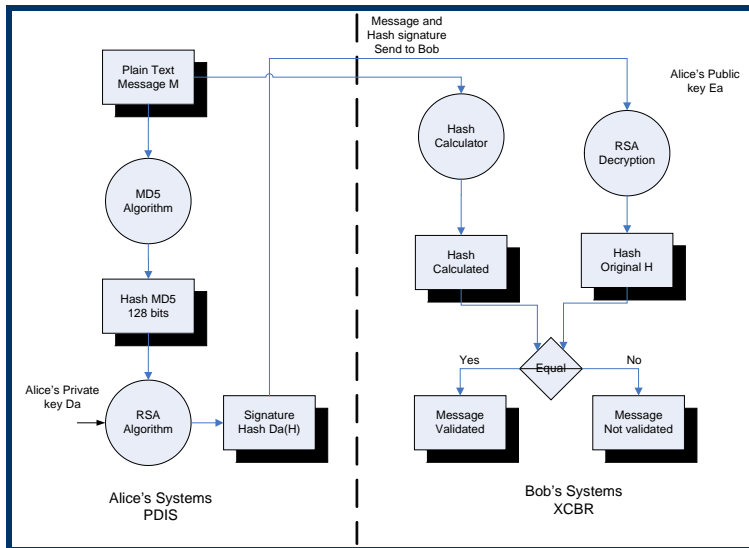 Message and
Hash signature
Send to Bob
Plain Text
Message M
Alice's Public
key Ea
Hash
Calculator
RSA
Decryption
MD5
Algorithm
Hash
Calculated
Hash
Original H
Hash MD5
128 bits
Yes
Equal
No
Alice's Private
key Da
RSA
Algorithm
Signature
Hash Da(H)
Message
Validated
Message
Not validated
Alice's Systems
PDIS
Bob's Systems
XCBR